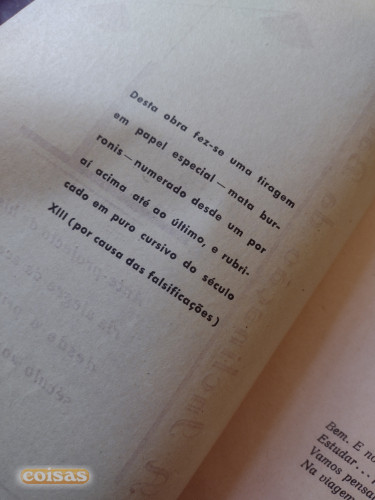 Desta obra fez-se uma tiragem
em papel especial — mata bur-
ronis — numerado desde um por
aí acima até ao último, e rubri-
cado em puro cursivo do século
XIII (por causa das falsificações)
Bem. E no
Estudar...
Vamos pensa
Na viagem
coisas